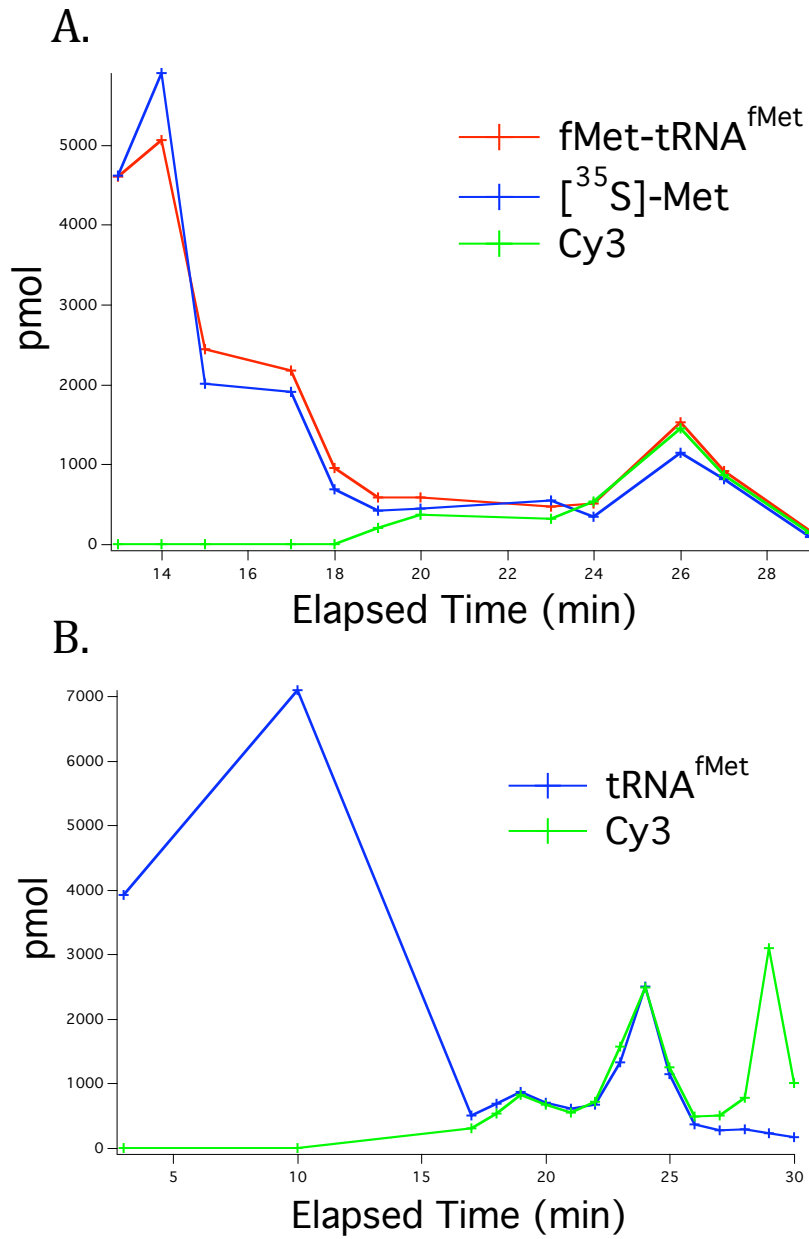 A.
fMet-tRNA^fMet
[^35S]-Met
Cy3
5000
4000
3000
2000
1000
0
pmol
14 16 18 20 22 24 26 28
Elapsed Time (min)
B.
7000
6000
5000
4000
3000
2000
1000
0
tRNA^fMet
Cy3
pmol
5 10 15 20 25 30
Elapsed Time (min)